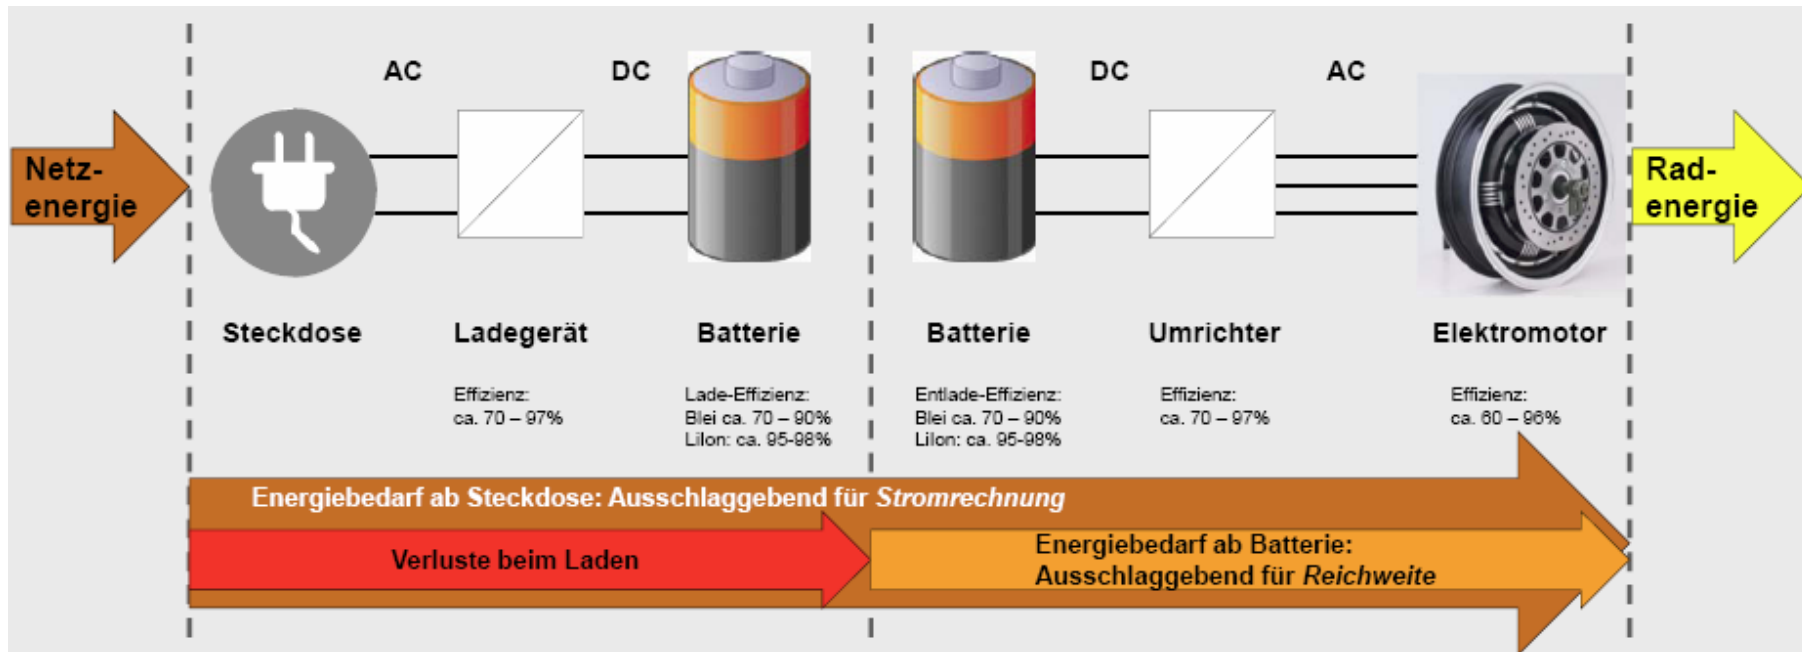 AC
DC
DC
AC
Netz-
energie
Rad-
energie
Steckdose
Ladegerät
Batterie
Batterie
Umrichter
Elektromotor
Effizienz:
ca. 70 – 97%
Lade-Effizienz:
Blei ca. 70 – 90%
LiIon: ca. 95-98%
Entlade-Effizienz:
Blei ca. 70 – 90%
LiIon: ca. 95-98%
Effizienz:
ca. 70 – 97%
Effizienz:
ca. 60 – 96%
Energiebedarf ab Steckdose: Ausschlaggebend für Stromrechnung
Verluste beim Laden
Energiebedarf ab Batterie:
Ausschlaggebend für Reichweite